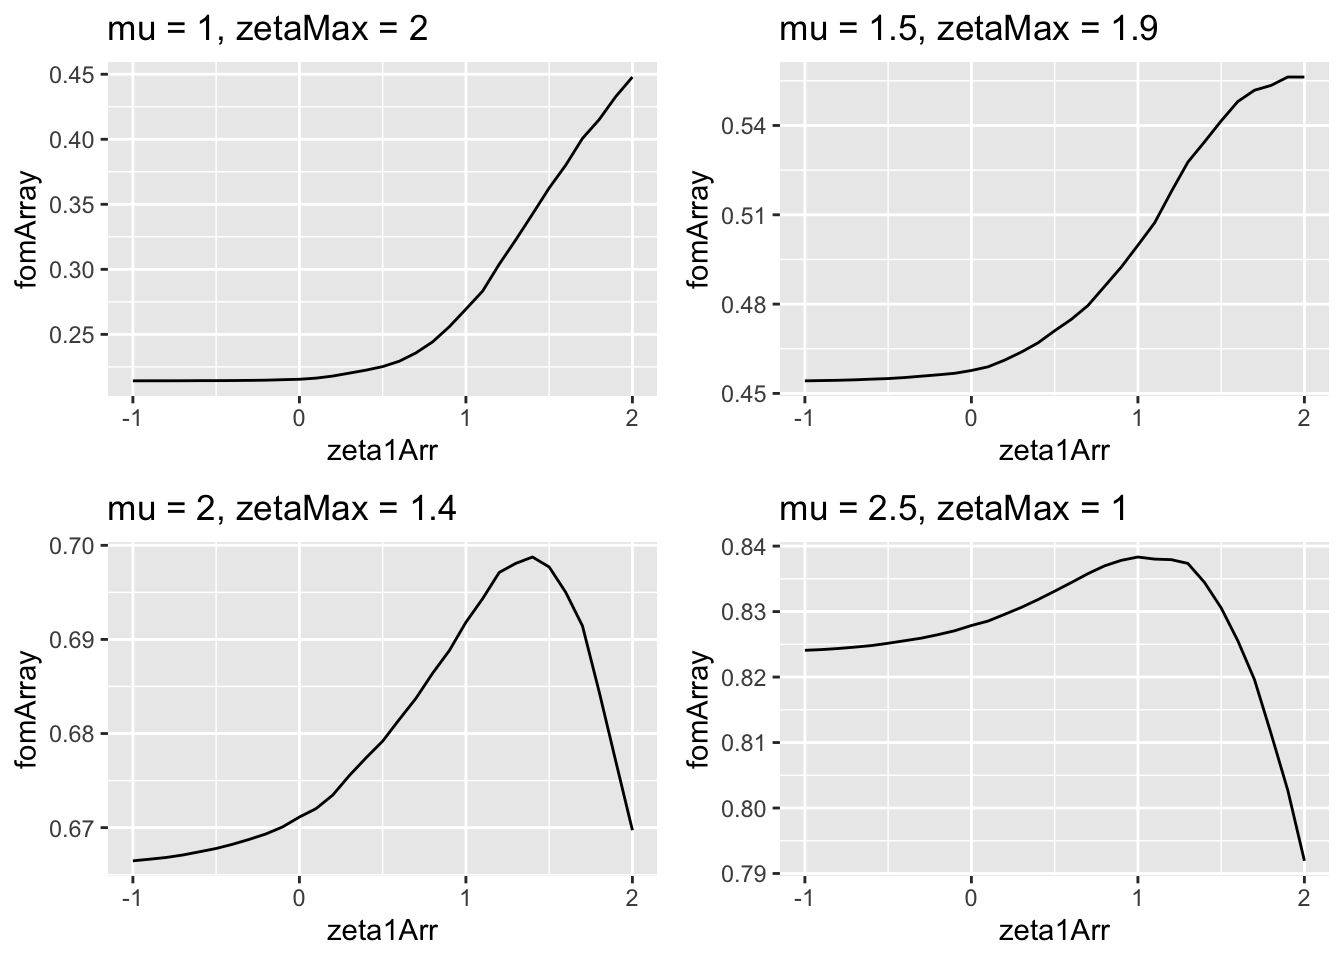 mu = 1, zetaMax = 2
0.45
0.40
0.35
0.30
0.25
fomArray
-1 0 1 2
zeta1Arr
mu = 1.5, zetaMax = 1.9
0.54
0.51
0.48
0.45
fomArray
-1 0 1 2
zeta1Arr
mu = 2, zetaMax = 1.4
0.70
0.69
0.68
0.67
fomArray
-1 0 1 2
zeta1Arr
mu = 2.5, zetaMax = 1
0.84
0.83
0.82
0.81
0.80
0.79
fomArray
-1 0 1 2
zeta1Arr